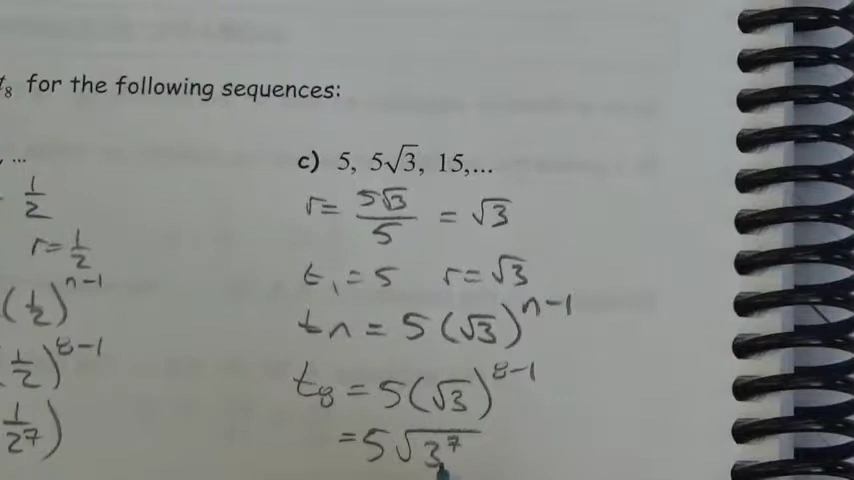 t₈ for the following sequences:
, ...
1/2
r = 1/2
(1/2)^(n-1)
(1/2)^(8-1)
1/2⁷)
c) 5, 5√3, 15,...
r = 5√3/5 = √3
t₁ = 5 r = √3
tn = 5(√3)^(n-1)
t₈ = 5(√3)^(8-1)
= 5√(3⁷)